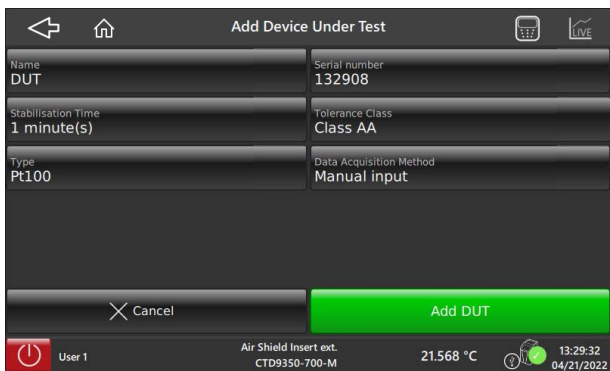 Add Device Under Test
LIVE
Name
DUT
Serial number
132908
Stabilisation Time
1 minute(s)
Tolerance Class
Class AA
Type
Pt100
Data Acquisition Method
Manual input
Cancel
Add DUT
User 1
Air Shield Insert ext.
CTD9350-700-M
21.568 °C
?
13:29:32
04/21/2022